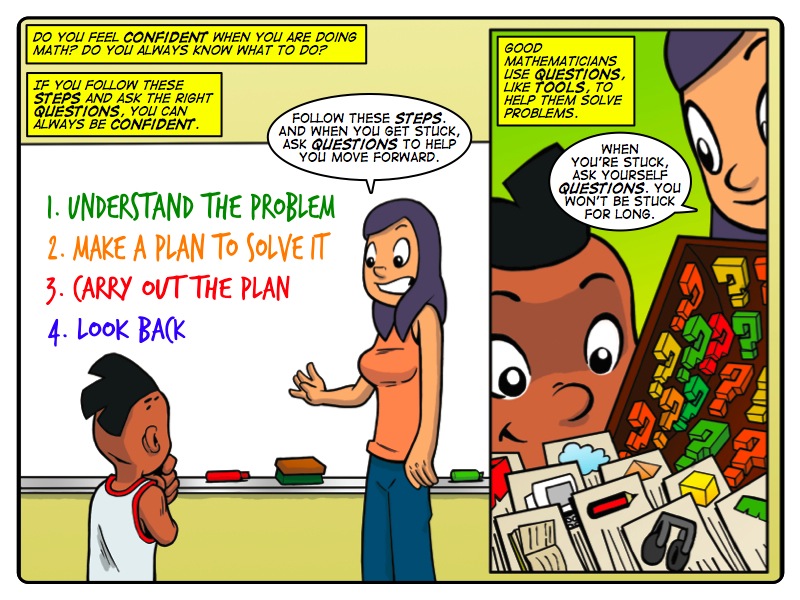 DO YOU FEEL CONFIDENT WHEN YOU ARE DOING
MATH? DO YOU ALWAYS KNOW WHAT TO DO?
IF YOU FOLLOW THESE
STEPS AND ASK THE RIGHT
QUESTIONS, YOU CAN
ALWAYS BE CONFIDENT.
FOLLOW THESE STEPS.
AND WHEN YOU GET STUCK,
ASK QUESTIONS TO HELP
YOU MOVE FORWARD.
1. UNDERSTAND THE PROBLEM
2. MAKE A PLAN TO SOLVE IT
3. CARRY OUT THE PLAN
4. LOOK BACK
GOOD
MATHEMATICIANS
USE QUESTIONS,
LIKE TOOLS, TO
HELP THEM SOLVE
PROBLEMS.
WHEN
YOU'RE STUCK,
ASK YOURSELF
QUESTIONS. YOU
WON'T BE STUCK
FOR LONG.